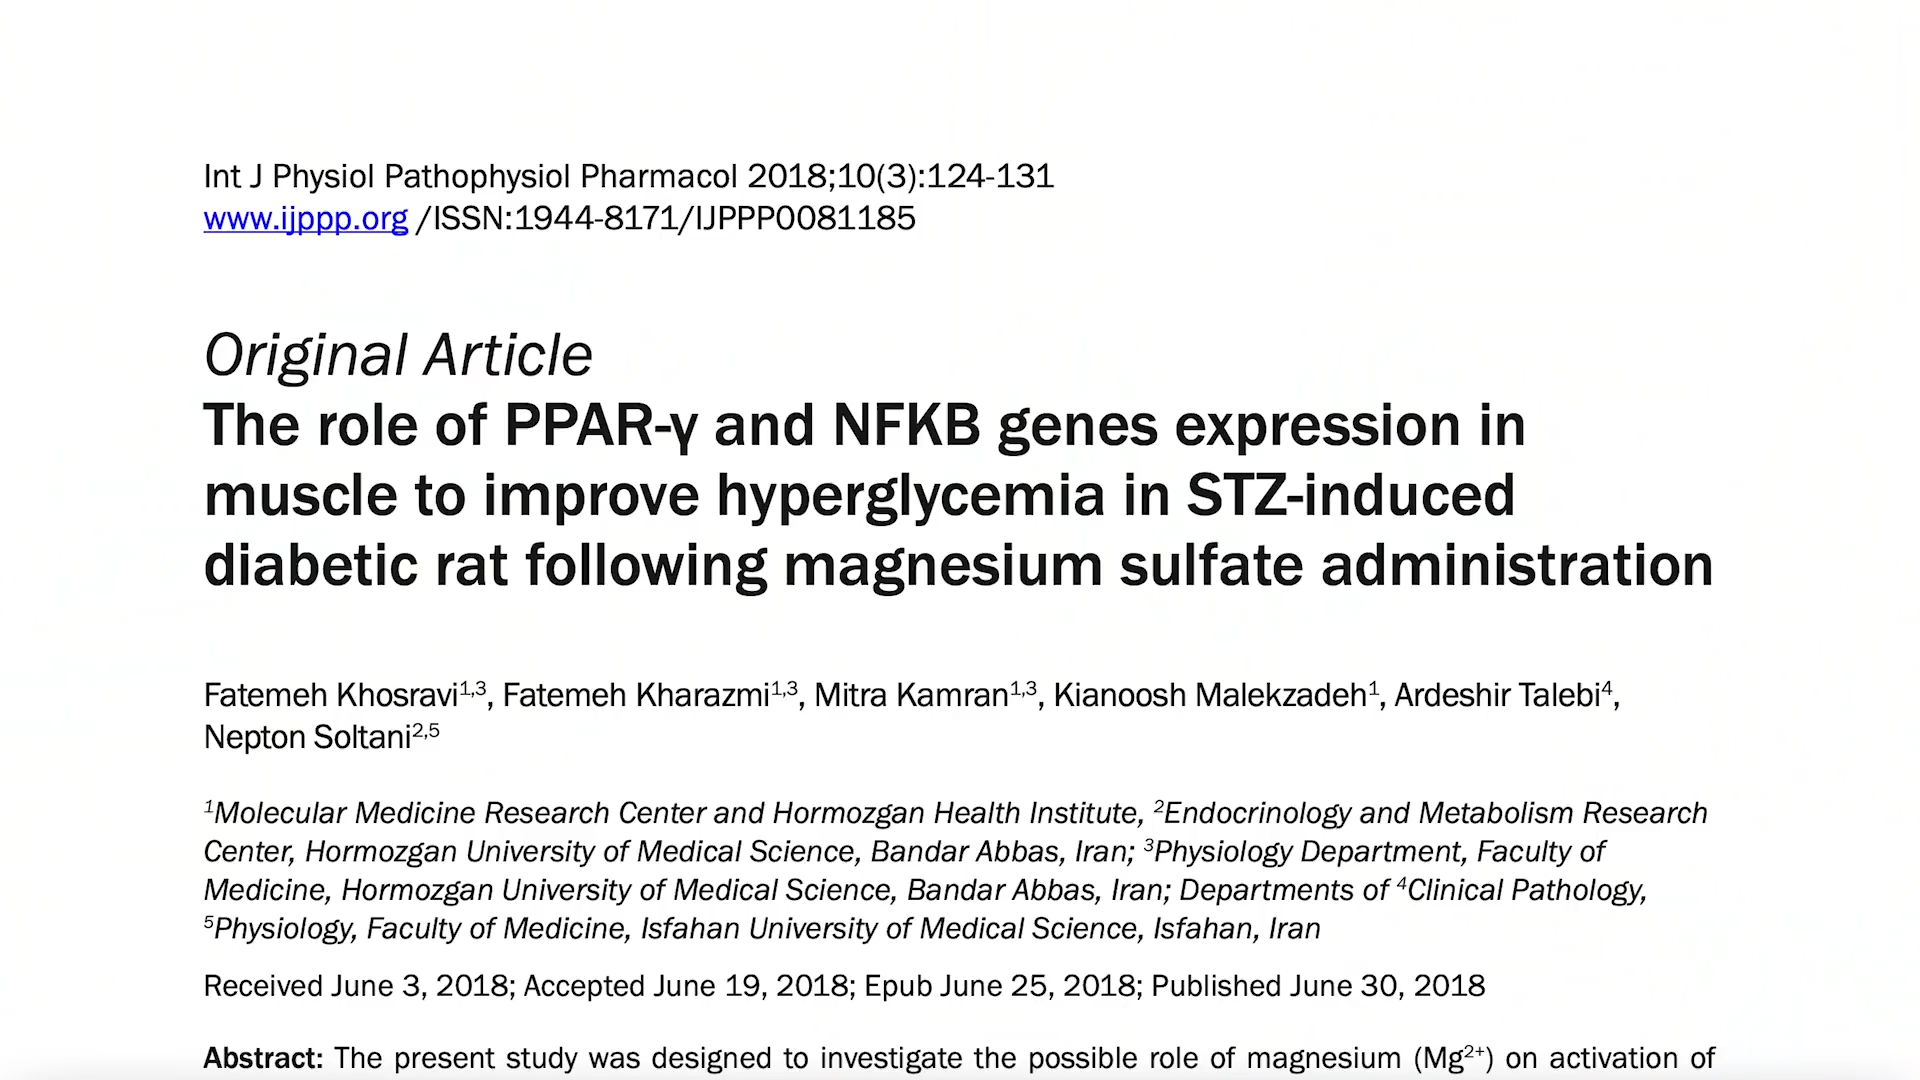 Int J Physiol Pathophysiol Pharmacol 2018;10(3):124-131
www.ijppp.org /ISSN:1944-8171/IJPPP0081185
Original Article
The role of PPAR-γ and NFKB genes expression in
muscle to improve hyperglycemia in STZ-induced
diabetic rat following magnesium sulfate administration
Fatemeh Khosravi1,3, Fatemeh Kharazmi1,3, Mitra Kamran1,3, Kianoosh Malekzadeh1, Ardeshir Talebi4,
Nepton Soltani2,5
1Molecular Medicine Research Center and Hormozgan Health Institute, 2Endocrinology and Metabolism Research
Center, Hormozgan University of Medical Science, Bandar Abbas, Iran; 3Physiology Department, Faculty of
Medicine, Hormozgan University of Medical Science, Bandar Abbas, Iran; Departments of 4Clinical Pathology,
5Physiology, Faculty of Medicine, Isfahan University of Medical Science, Isfahan, Iran
Received June 3, 2018; Accepted June 19, 2018; Epub June 25, 2018; Published June 30, 2018
Abstract: The present study was designed to investigate the possible role of magnesium (Mg2+) on activation of